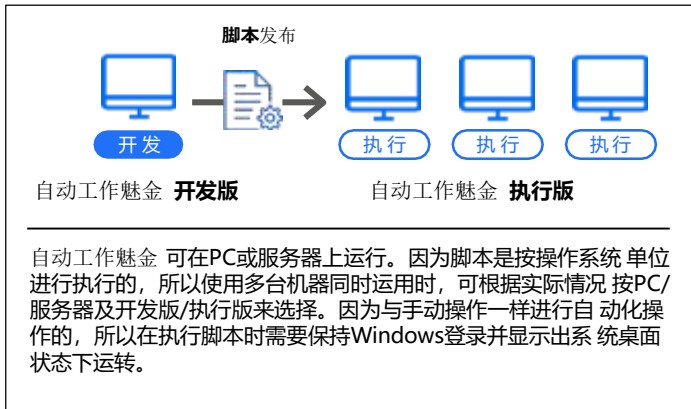 脚本发布
开发
执行
执行
执行
自动工作魅金 开发版
自动工作魅金 执行版
自动工作魅金 可在PC或服务器上运行。因为脚本是按操作系统 单位
进行执行的，所以使用多台机器同时运用时，可根据实际情况 按PC/
服务器及开发版/执行版来选择。因为与手动操作一样进行自 动化操
作的，所以在执行脚本时需要保持Windows登录并显示出系 统桌面
状态下运转。